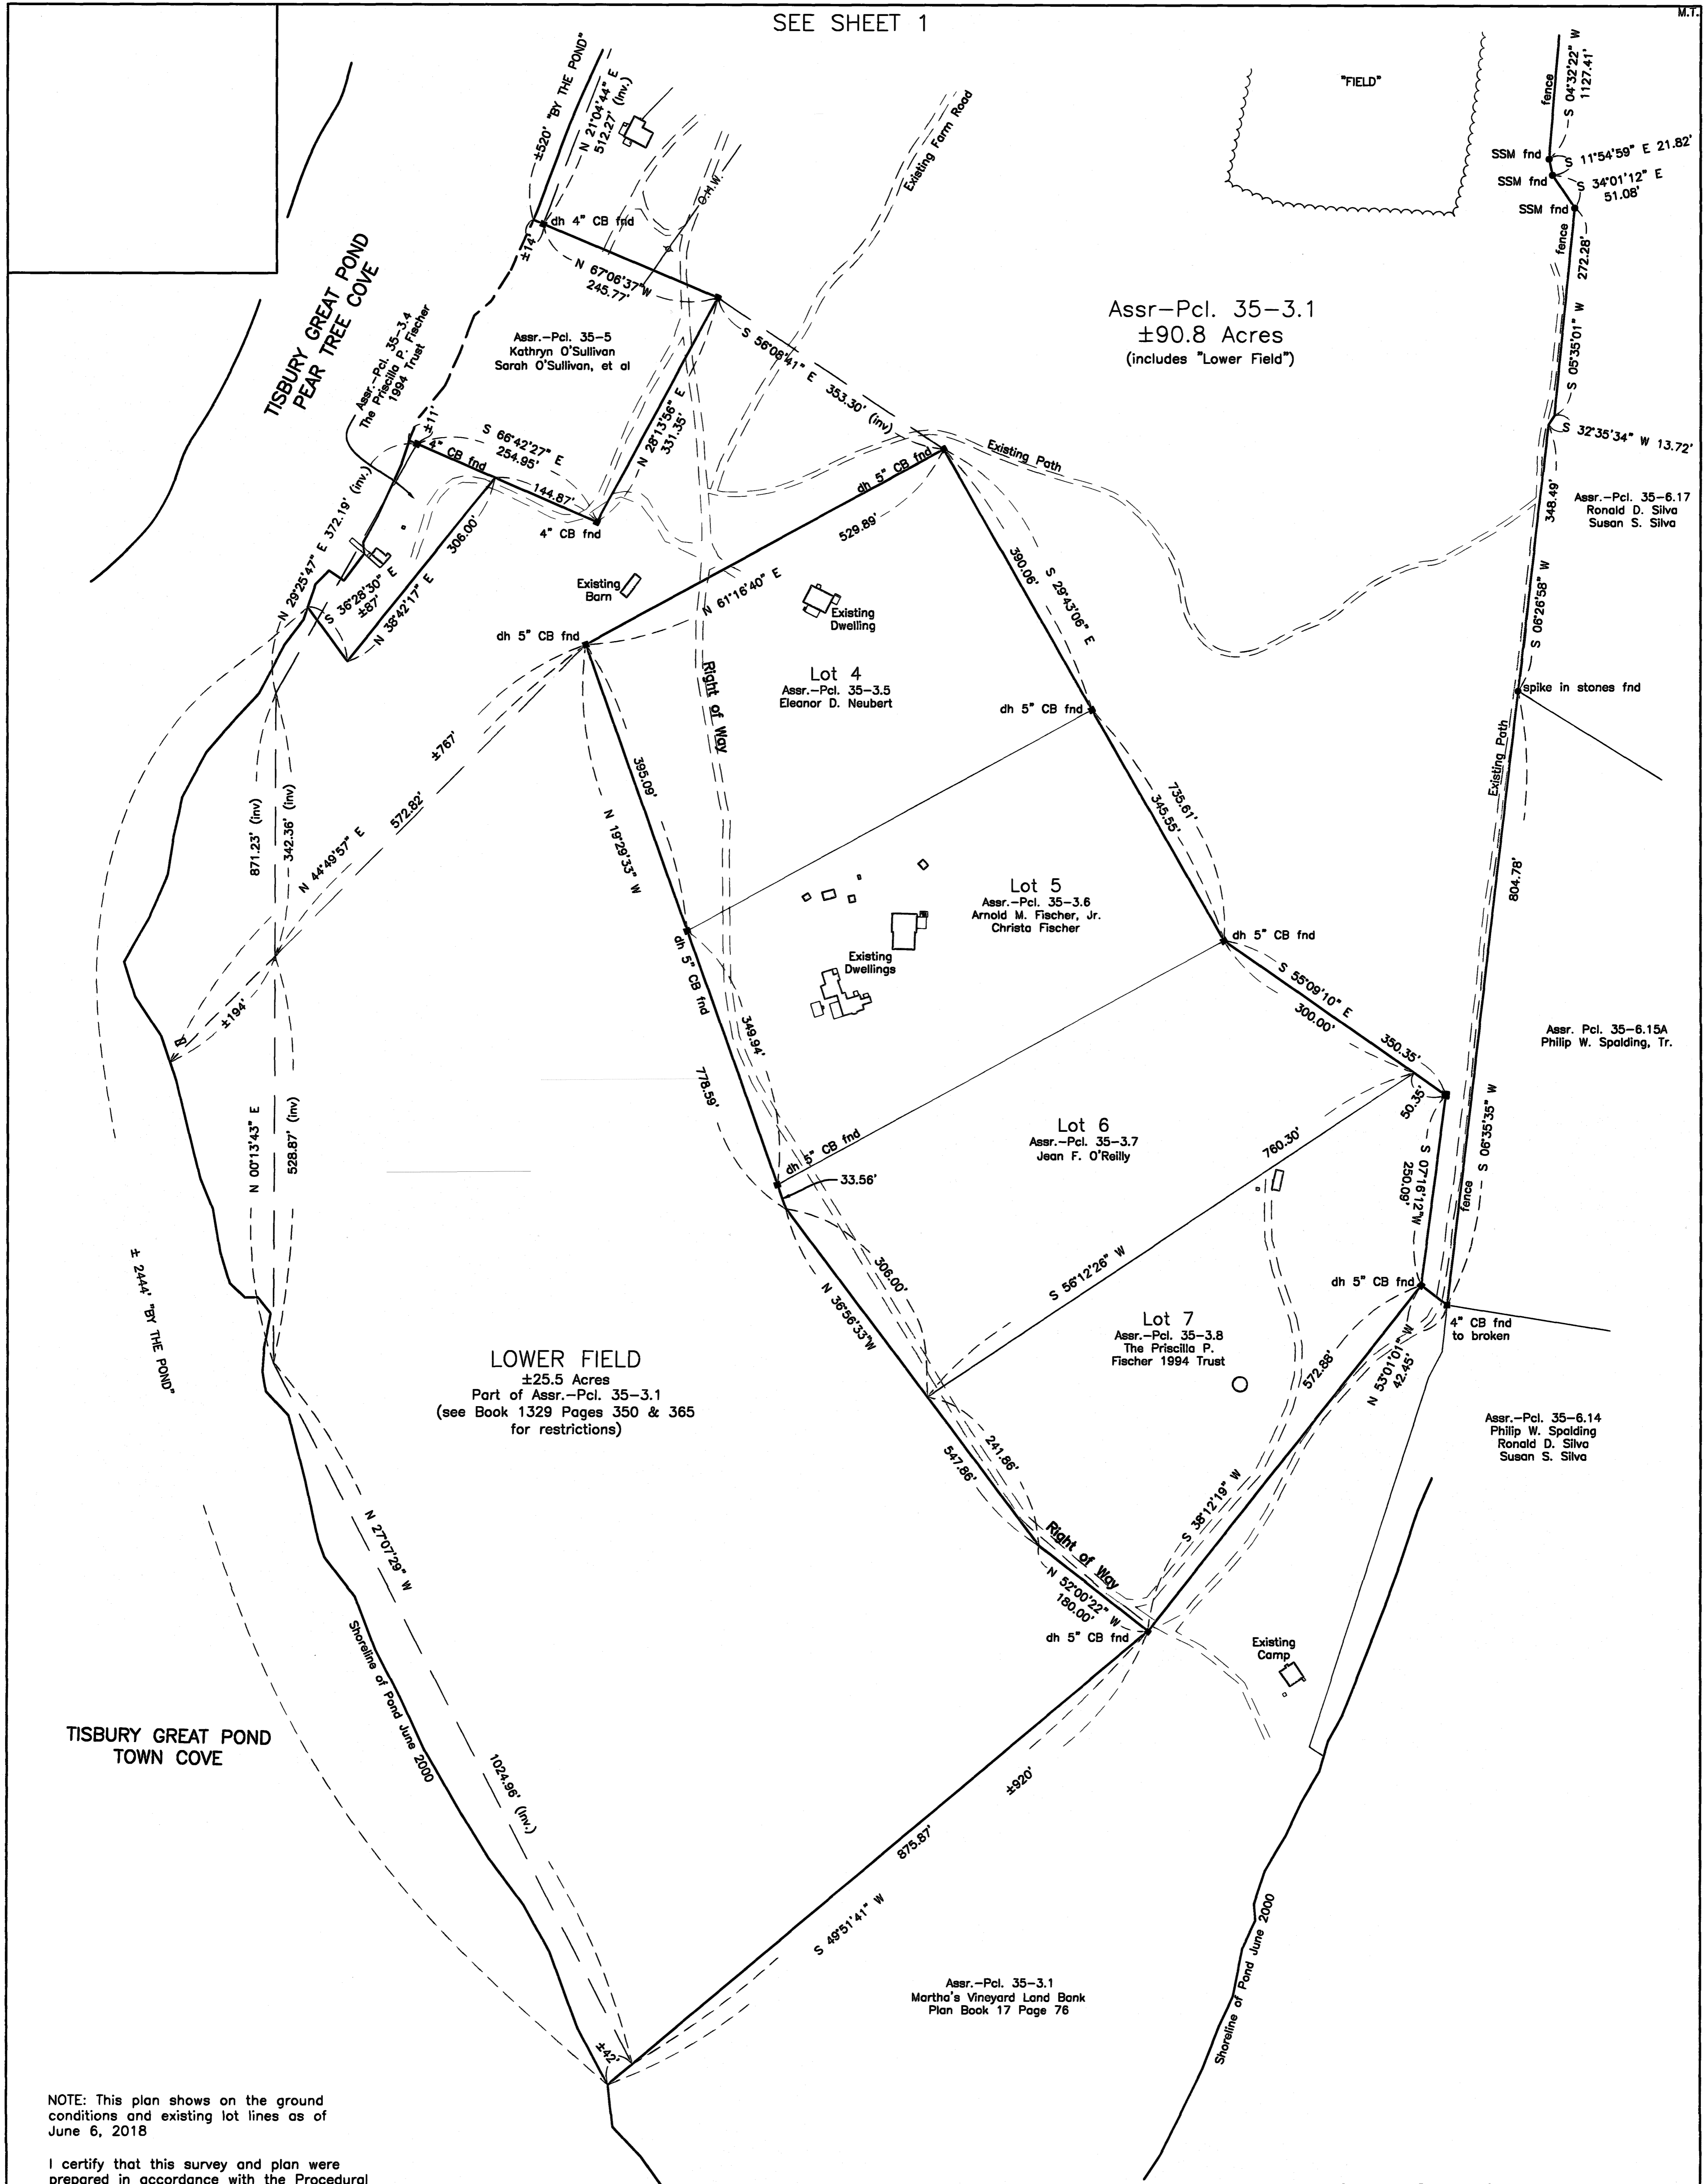 SEE SHEET 1
M.T.
±520' "BY THE POND"
N 21°04'44" E
512.27' (Inv.)
O.H.W.
Existing Farm Road
"FIELD"
fence
S 04°32'22" W
1127.41'
SSM fnd
S 11°54'59" E 21.82'
SSM fnd
S 34°01'12" E
51.08'
SSM fnd
fence
272.28'
S 05°35'01" W
dh 4" CB fnd
±14'
N 67°06'37"W
245.77'
TISBURY GREAT POND
PEAR TREE COVE
Assr.-Pcl. 35-3.4
The Priscilla P. Fischer
1994 Trust
Assr.-Pcl. 35-5
Kathryn O'Sullivan
Sarah O'Sullivan, et al
S 56°08'41" E 353.30' (inv)
Assr-Pcl. 35-3.1
±90.8 Acres
(includes "Lower Field")
±11'
4" CB fnd
S 66°42'27" E
254.95'
144.87'
N 28°13'56" E
331.35'
4" CB fnd
S 32°35'34" W 13.72'
Existing Path
dh 5" CB fnd
529.89'
N 61°16'40" E
N 29°25'47" E 372.19' (inv.)
S 36°28'30" E
±87'
306.00'
N 38°42'17" E
Existing
Barn
Existing
Dwelling
dh 5" CB fnd
390.06'
S 29°43'06" E
348.49'
S 06°26'58" W
Assr.-Pcl. 35-6.17
Ronald D. Silva
Susan S. Silva
Right of Way
Lot 4
Assr.-Pcl. 35-3.5
Eleanor D. Neubert
dh 5" CB fnd
spike in stones fnd
±767'
572.82'
N 44°49'57" E
871.23' (inv)
342.36' (inv)
395.09'
N 19°29'33" W
735.61'
345.55'
Existing Path
804.78'
Lot 5
Assr.-Pcl. 35-3.6
Arnold M. Fischer, Jr.
Christa Fischer
dh 5" CB fnd
Existing
Dwellings
dh 5" CB fnd
S 55°09'10" E
300.00'
350.35'
50.35'
±194'
349.94'
778.59'
Assr. Pcl. 35-6.15A
Philip W. Spalding, Tr.
N 00°13'43" E
528.87' (inv)
dh 5" CB fnd
33.56'
Lot 6
Assr.-Pcl. 35-3.7
Jean F. O'Reilly
760.30'
S 56°12'26" W
S 07°16'12"W
250.09'
fence
S 06°35'35" W
± 2444' "BY THE POND"
306.00'
N 36°56'33"W
dh 5" CB fnd
4" CB fnd
to broken
LOWER FIELD
±25.5 Acres
Part of Assr.-Pcl. 35-3.1
(see Book 1329 Pages 350 & 365
for restrictions)
Lot 7
Assr.-Pcl. 35-3.8
The Priscilla P.
Fischer 1994 Trust
572.88'
N 53°01'01" W
42.45'
Assr.-Pcl. 35-6.14
Philip W. Spalding
Ronald D. Silva
Susan S. Silva
241.86'
547.86'
S 38°12'19" W
N 27°07'29" W
Right of Way
N 52°00'22" W
180.00'
dh 5" CB fnd
Existing
Camp
Shoreline of Pond June 2000
TISBURY GREAT POND
TOWN COVE
1024.96' (Inv.)
±920'
875.87'
S 49°51'41" W
Assr.-Pcl. 35-3.1
Martha's Vineyard Land Bank
Plan Book 17 Page 76
Shoreline of Pond June 2000
±42'
NOTE: This plan shows on the ground
conditions and existing lot lines as of
June 6, 2018
I certify that this survey and plan were
prepared in accordance with the Procedural